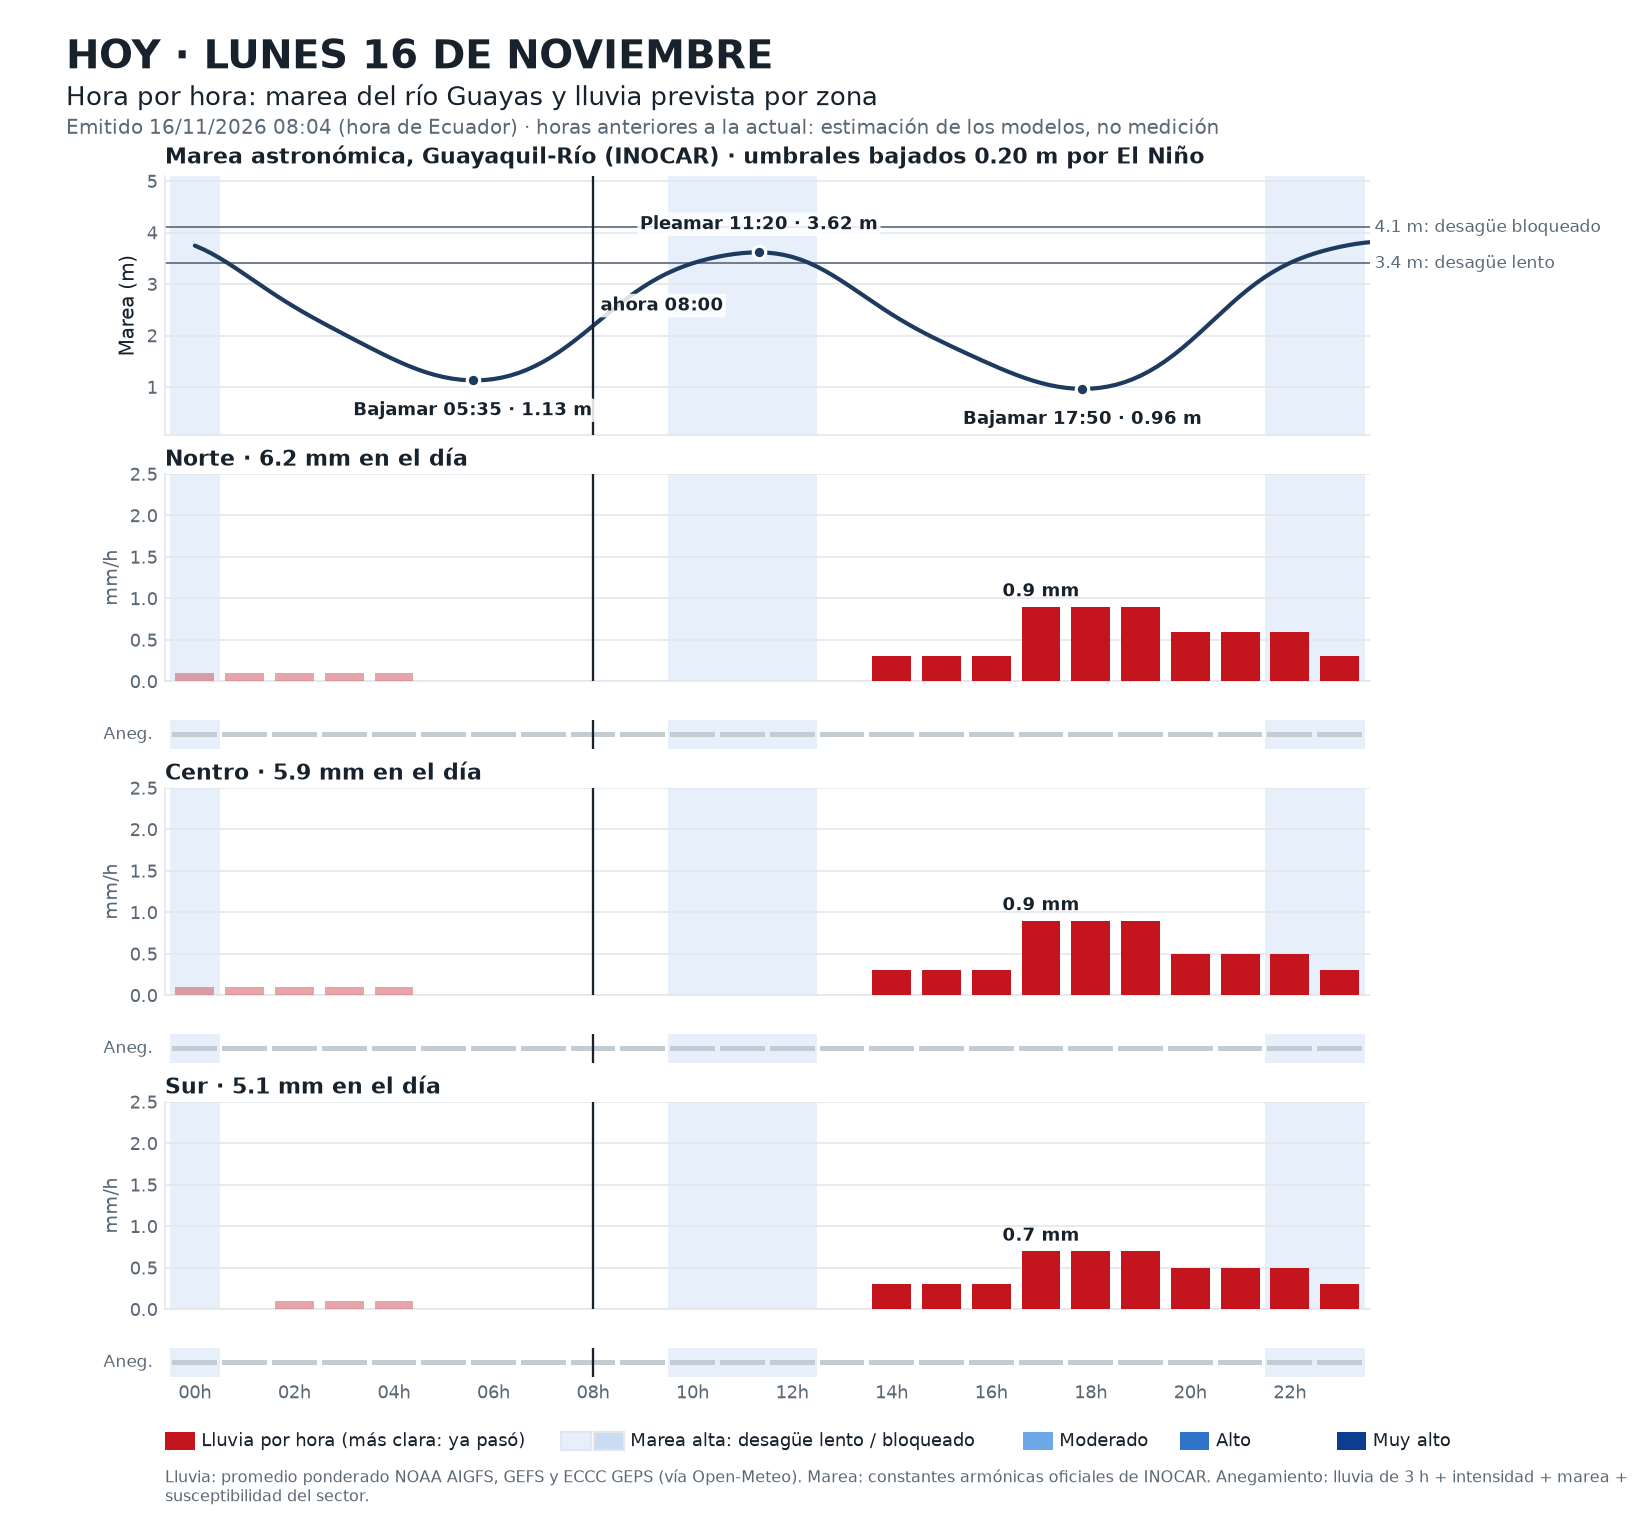 HOY · LUNES 16 DE NOVIEMBRE
Hora por hora: marea del río Guayas y lluvia prevista por zona
Emitido 16/11/2026 08:04 (hora de Ecuador) · horas anteriores a la actual: estimación de los modelos, no medición
Marea astronómica, Guayaquil-Río (INOCAR) · umbrales bajados 0.20 m por El Niño
Marea (m)
5
4
3
2
1
Pleamar 11:20 · 3.62 m
4.1 m: desagüe bloqueado
3.4 m: desagüe lento
ahora 08:00
Bajamar 05:35 · 1.13 m
Bajamar 17:50 · 0.96 m
Norte · 6.2 mm en el día
mm/h
2.5
2.0
1.5
1.0
0.5
0.0
0.9 mm
Aneg.
Centro · 5.9 mm en el día
mm/h
2.5
2.0
1.5
1.0
0.5
0.0
0.9 mm
Aneg.
Sur · 5.1 mm en el día
mm/h
2.5
2.0
1.5
1.0
0.5
0.0
0.7 mm
Aneg.
00h 02h 04h 06h 08h 10h 12h 14h 16h 18h 20h 22h
Lluvia por hora (más clara: ya pasó) Marea alta: desagüe lento / bloqueado Moderado Alto Muy alto
Lluvia: promedio ponderado NOAA AIGFS, GEFS y ECCC GEPS (vía Open-Meteo). Marea: constantes armónicas oficiales de INOCAR. Anegamiento: lluvia de 3 h + intensidad + marea +
susceptibilidad del sector.